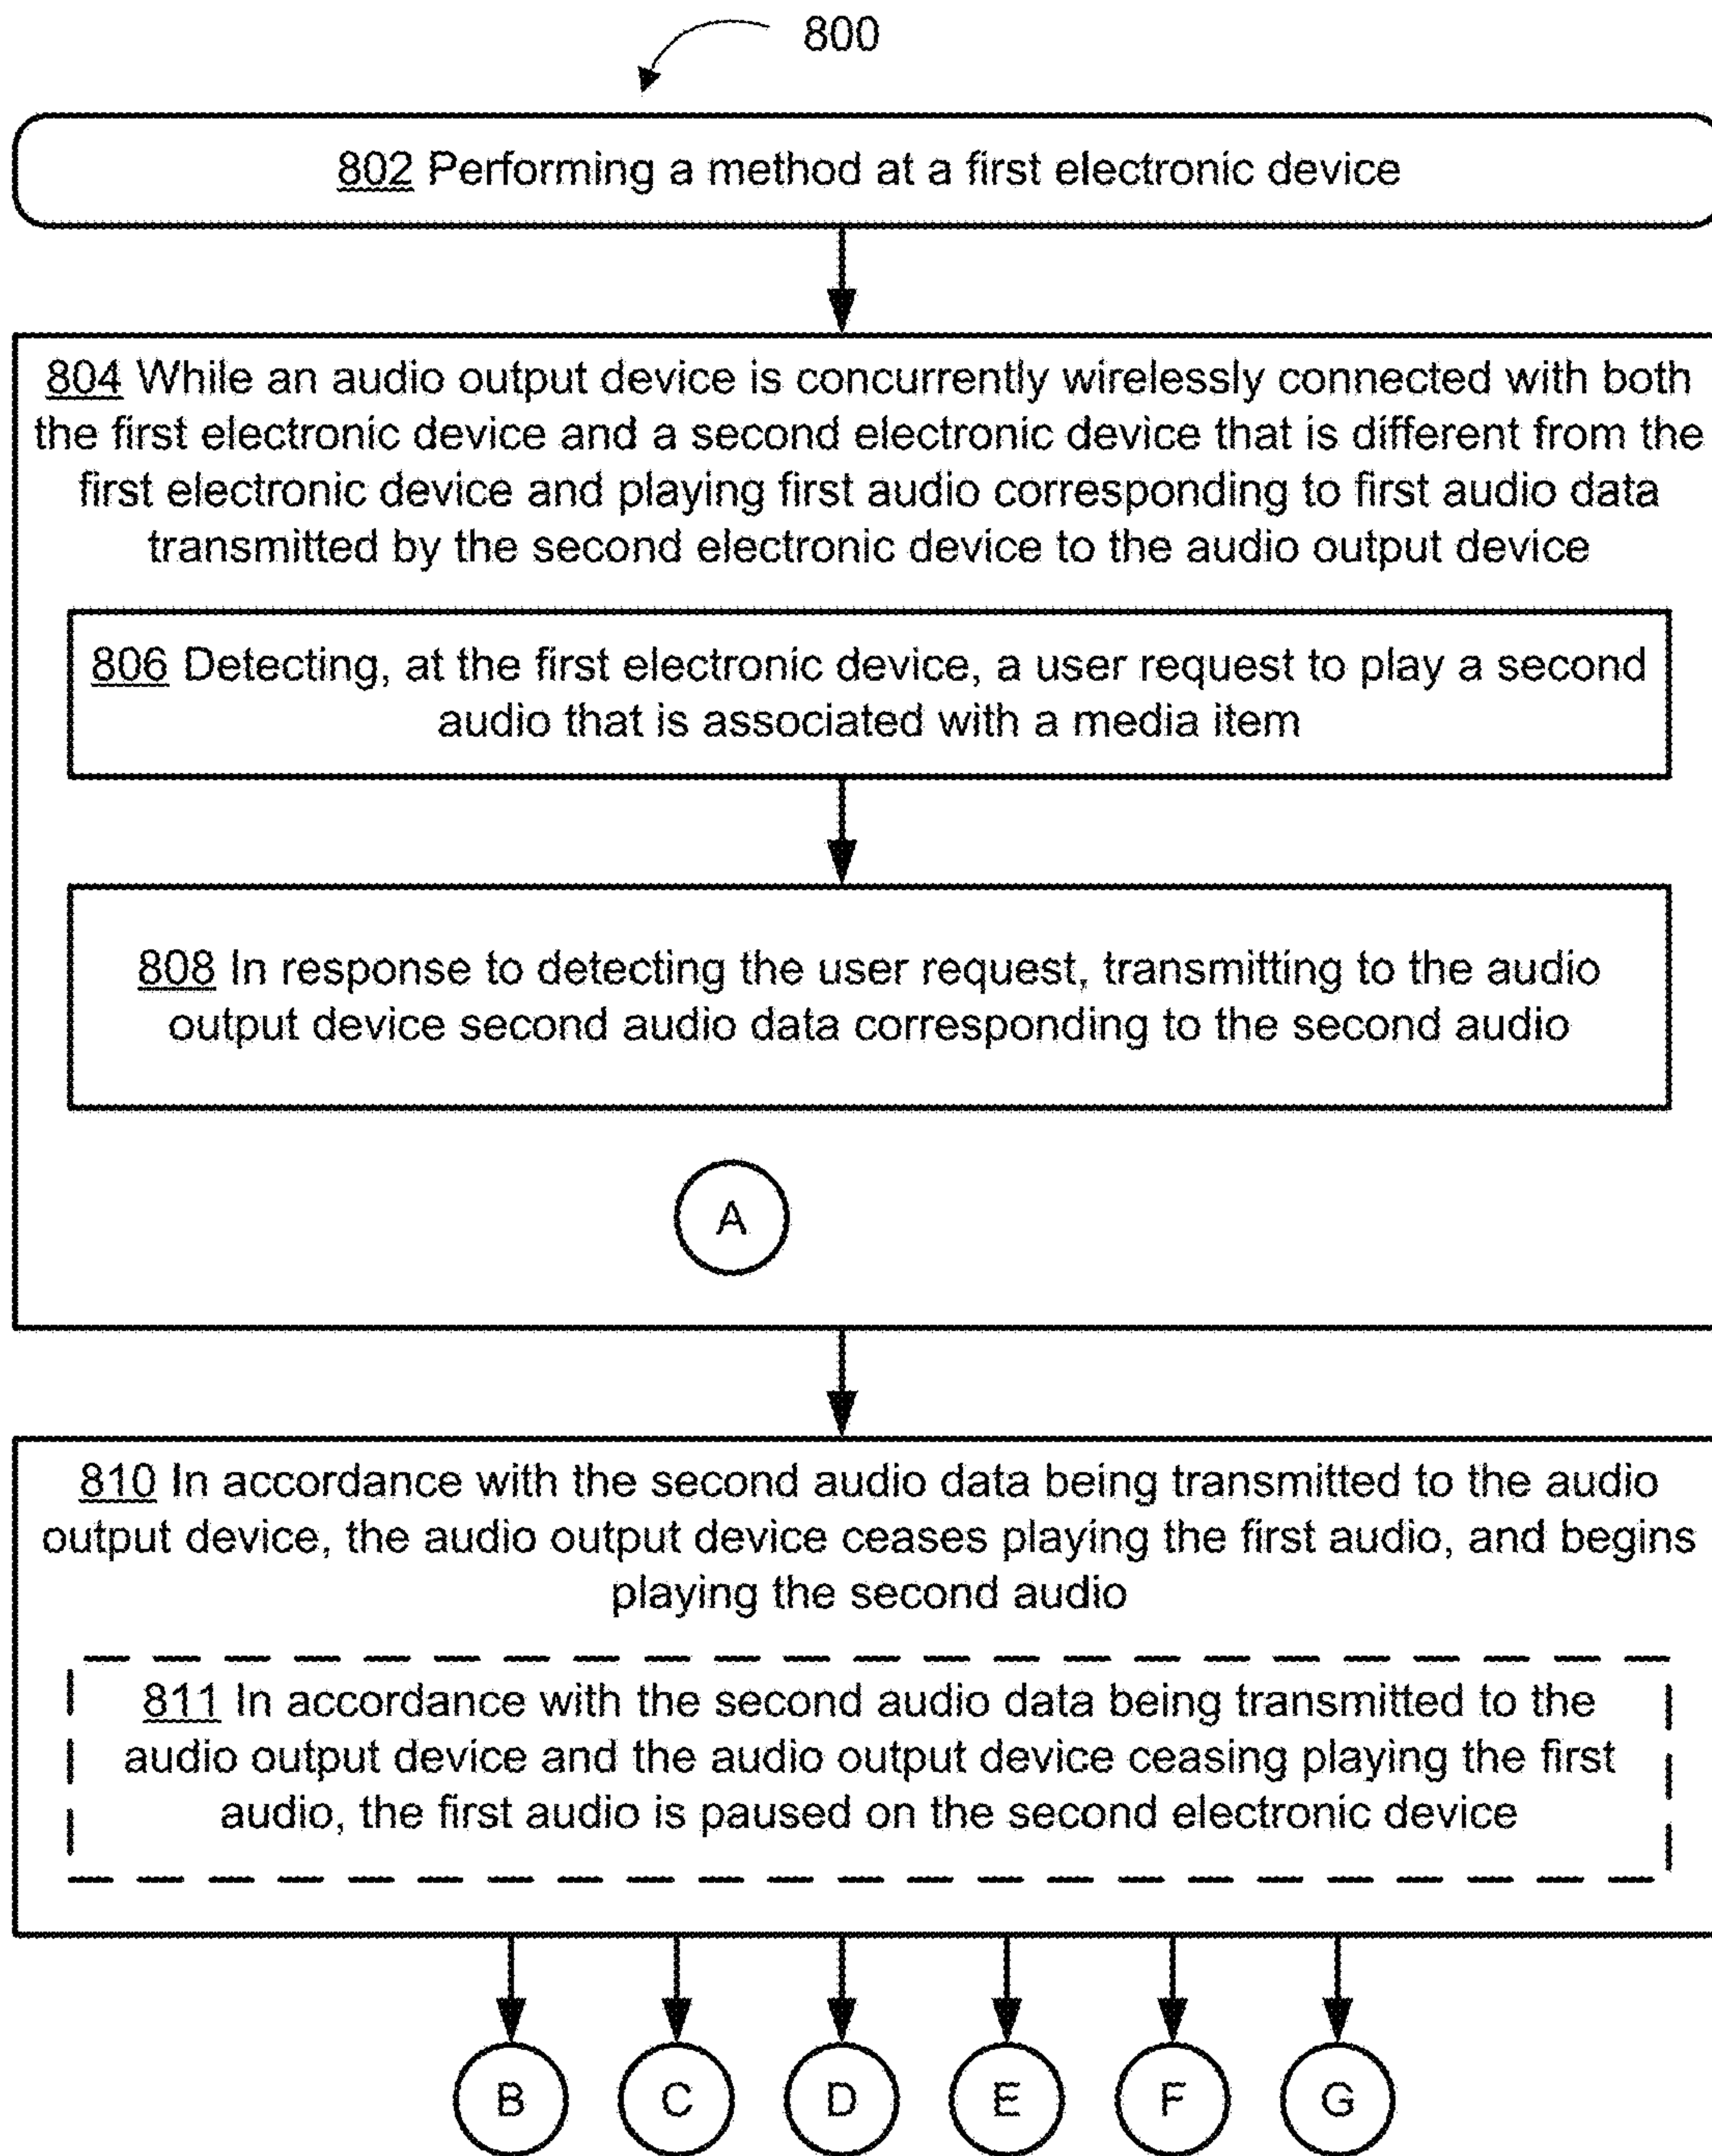 800
802 Performing a method at a first electronic device
804 While an audio output device is concurrently wirelessly connected with both
the first electronic device and a second electronic device that is different from the
first electronic device and playing first audio corresponding to first audio data
transmitted by the second electronic device to the audio output device
806 Detecting, at the first electronic device, a user request to play a second
audio that is associated with a media item
808 In response to detecting the user request, transmitting to the audio
output device second audio data corresponding to the second audio
A
810 In accordance with the second audio data being transmitted to the audio
output device, the audio output device ceases playing the first audio, and begins
playing the second audio
811 In accordance with the second audio data being transmitted to the
audio output device and the audio output device ceasing playing the first
audio, the first audio is paused on the second electronic device
B C D E F G